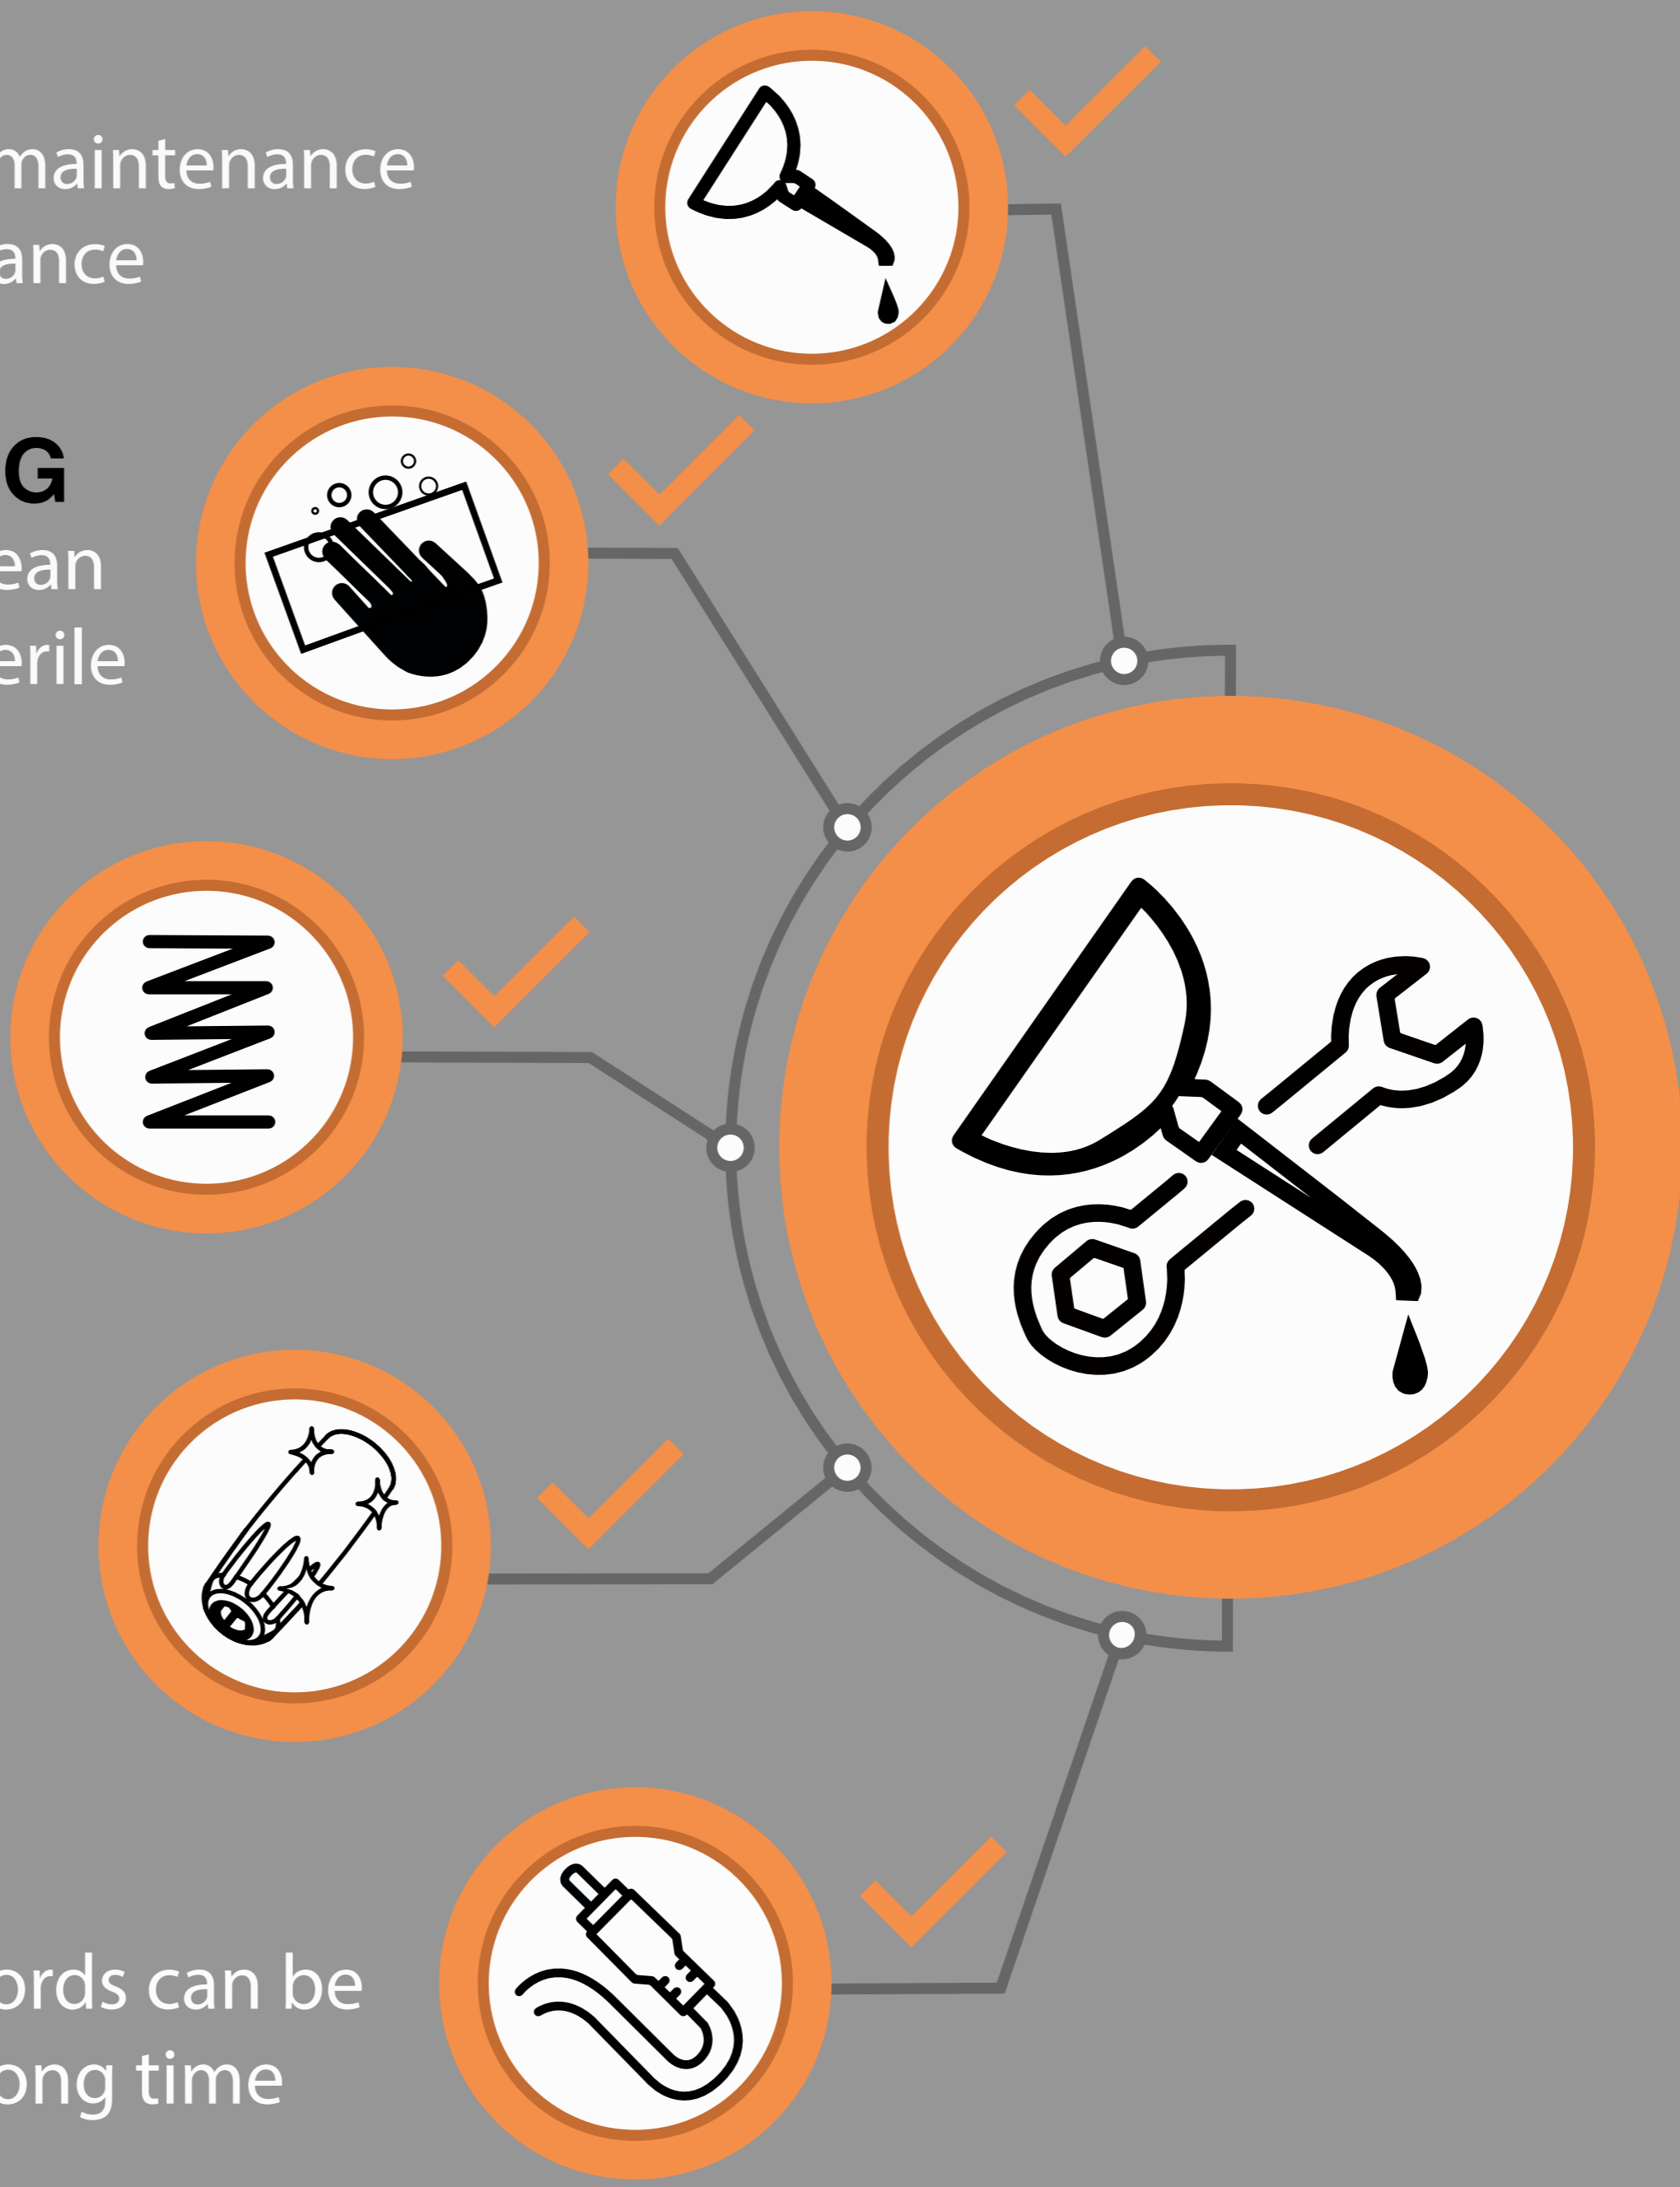 maintenance
ance
G
ean
erile
ords can be
ong time